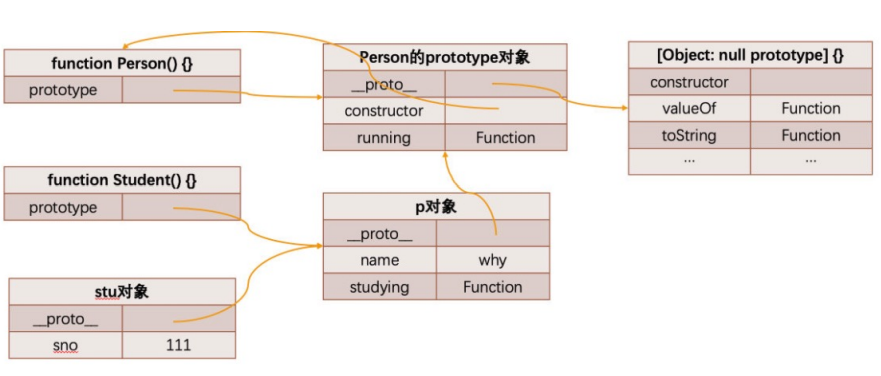 function Person() {}
prototype
Person的prototype对象
__proto__
constructor
running Function
[Object: null prototype] {}
constructor
valueOf Function
toString Function
... ...
function Student() {}
prototype
p对象
__proto__
name why
studying Function
stu对象
__proto__
sno 111